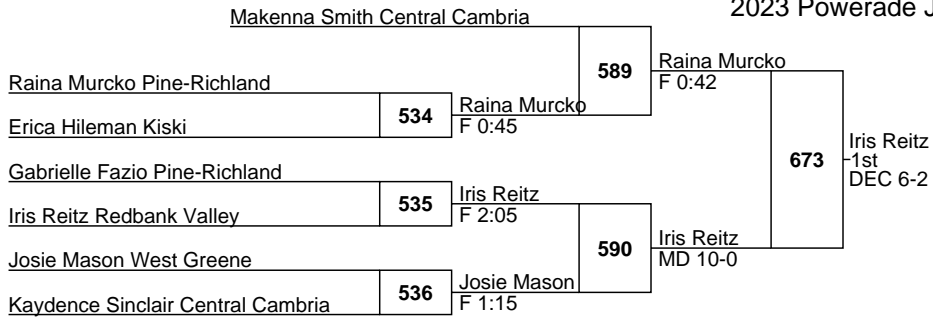 2023 Powerade J
Makenna Smith Central Cambria
589
Raina Murcko
F 0:42
Raina Murcko Pine-Richland
534
Raina Murcko
F 0:45
Erica Hileman Kiski
673
Iris Reitz
1st
DEC 6-2
Gabrielle Fazio Pine-Richland
535
Iris Reitz
F 2:05
Iris Reitz Redbank Valley
590
Iris Reitz
MD 10-0
Josie Mason West Greene
536
Josie Mason
F 1:15
Kaydence Sinclair Central Cambria